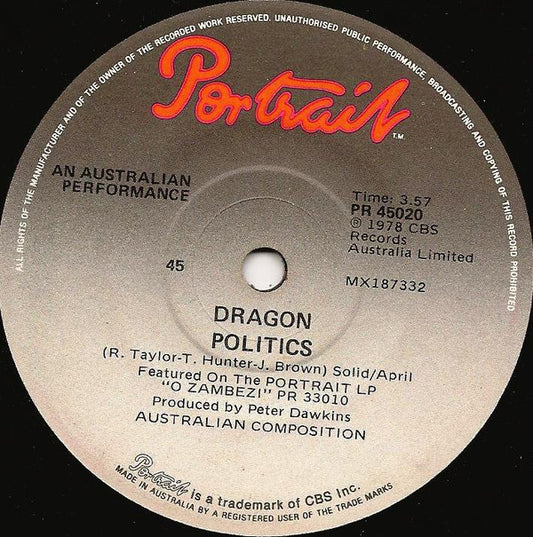 ALL RIGHTS OF THE MANUFACTURER AND OF THE OWNER OF THE RECORDED WORK RESERVED. UNAUTHORISED PUBLIC PERFORMANCE, BROADCASTING AND COPYING OF THIS RECORD PROHIBITED
Portrait
T.M.
AN AUSTRALIAN
PERFORMANCE
Time: 3.57
PR 45020
℗ 1978 CBS
Records
Australia Limited
45
MX187332
DRAGON
POLITICS
(R. Taylor-T. Hunter-J. Brown) Solid/April
Featured On The PORTRAIT LP
"O ZAMBEZI" PR 33010
Produced by Peter Dawkins
AUSTRALIAN COMPOSITION
Portrait is a trademark of CBS Inc.
MADE IN AUSTRALIA BY A REGISTERED USER OF THE TRADE MARKS